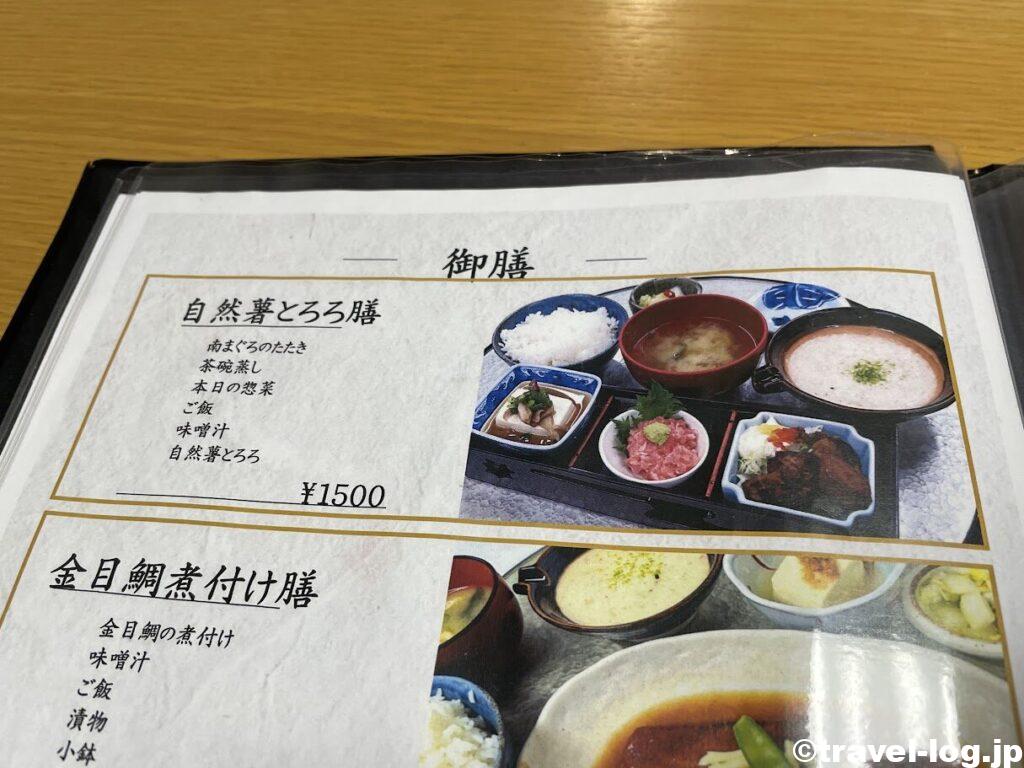 御膳
自然薯とろろ膳
南まぐろのたたき
茶碗蒸し
本日の惣菜
ご飯
味噌汁
自然薯とろろ
¥1500
金目鯛煮付け膳
金目鯛の煮付け
味噌汁
ご飯
漬物
小鉢
©travel-log.jp